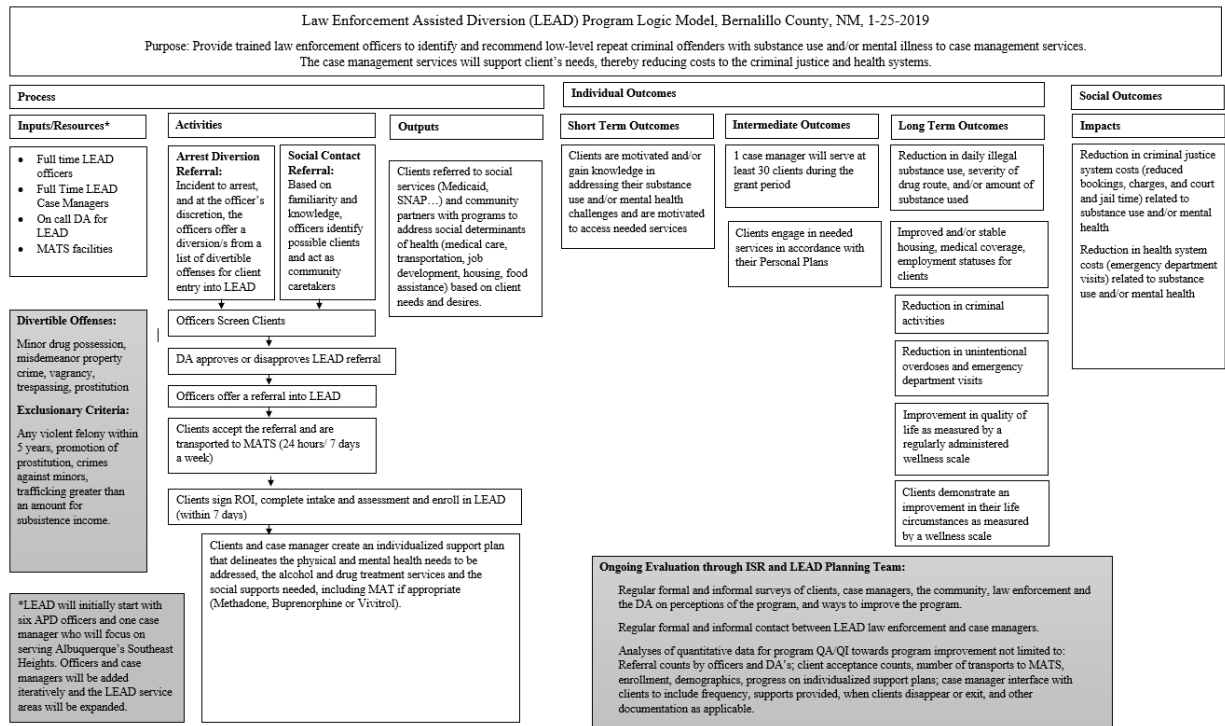 Law Enforcement Assisted Diversion (LEAD) Program Logic Model, Bernalillo County, NM, 1-25-2019
Purpose: Provide trained law enforcement officers to identify and recommend low-level repeat criminal offenders with substance use and/or mental illness to case management services.
The case management services will support client's needs, thereby reducing costs to the criminal justice and health systems.
Process
Inputs/Resources*
• Full time LEAD
officers
• Full Time LEAD
Case Managers
• On call DA for
LEAD
• MATS facilities
Divertible Offenses:
Minor drug possession,
misdemeanor property
crime, vagrancy,
trespassing, prostitution
Exclusionary Criteria:
Any violent felony within
5 years, promotion of
prostitution, crimes
against minors,
trafficking greater than
an amount for
subsistence income.
*LEAD will initially start with
six APD officers and one case
manager who will focus on
serving Albuquerque's Southeast
Heights. Officers and case
managers will be added
iteratively and the LEAD service
areas will be expanded.
Activities
Arrest Diversion
Referral:
Incident to arrest,
and at the officer's
discretion, the
officers offer a
diversion/s from a
list of divertible
offenses for client
entry into LEAD
Social Contact
Referral:
Based on
familiarity and
knowledge,
officers identify
possible clients
and act as
community
caretakers
Officers Screen Clients
DA approves or disapproves LEAD referral
Officers offer a referral into LEAD
Clients accept the referral and are
transported to MATS (24 hours/ 7 days
a week)
Clients sign ROI, complete intake and assessment and enroll in LEAD
(within 7 days)
Clients and case manager create an individualized support plan
that delineates the physical and mental health needs to be
addressed, the alcohol and drug treatment services and the
social supports needed, including MAT if appropriate
(Methadone, Buprenorphine or Vivitrol).
Outputs
Clients referred to social
services (Medicaid,
SNAP…) and community
partners with programs to
address social determinants
of health (medical care,
transportation, job
development, housing, food
assistance) based on client
needs and desires.
Individual Outcomes
Short Term Outcomes
Clients are motivated and/or
gain knowledge in
addressing their substance
use and/or mental health
challenges and are motivated
to access needed services
Intermediate Outcomes
1 case manager will serve at
least 30 clients during the
grant period
Clients engage in needed
services in accordance with
their Personal Plans
Long Term Outcomes
Reduction in daily illegal
substance use, severity of
drug route, and/or amount of
substance used
Improved and/or stable
housing, medical coverage,
employment statuses for
clients
Reduction in criminal
activities
Reduction in unintentional
overdoses and emergency
department visits
Improvement in quality of
life as measured by a
regularly administered
wellness scale
Clients demonstrate an
improvement in their life
circumstances as measured
by a wellness scale
Social Outcomes
Impacts
Reduction in criminal justice
system costs (reduced
bookings, charges, and court
and jail time) related to
substance use and/or mental
health
Reduction in health system
costs (emergency department
visits) related to substance
use and/or mental health
Ongoing Evaluation through ISR and LEAD Planning Team:
Regular formal and informal surveys of clients, case managers, the community, law enforcement and
the DA on perceptions of the program, and ways to improve the program.
Regular formal and informal contact between LEAD law enforcement and case managers.
Analyses of quantitative data for program QA/QI towards program improvement not limited to:
Referral counts by officers and DA's; client acceptance counts, number of transports to MATS,
enrollment, demographics, progress on individualized support plans; case manager interface with
clients to include frequency, supports provided, when clients disappear or exit, and other
documentation as applicable.